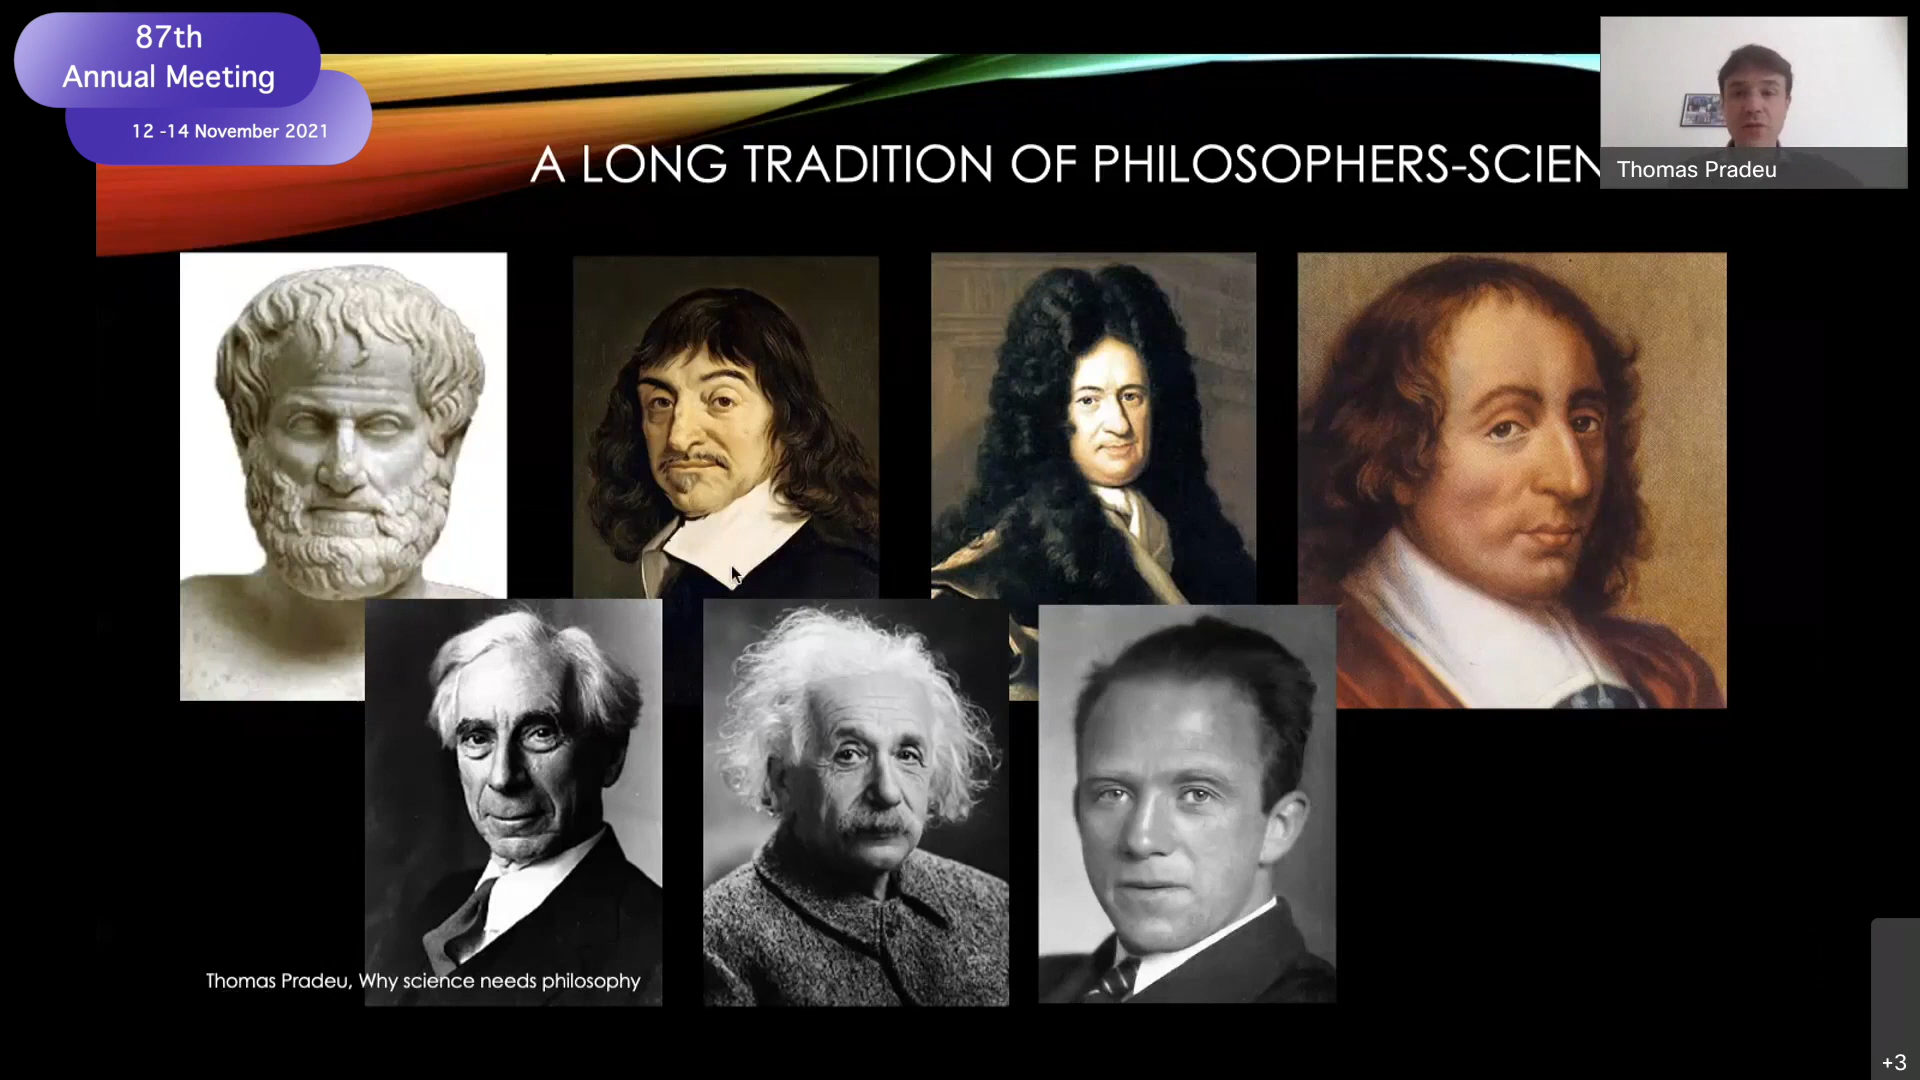 87th
Annual Meeting
12 -14 November 2021
A LONG TRADITION OF PHILOSOPHERS-SCIEN
Thomas Pradeu
Thomas Pradeu, Why science needs philosophy
+3